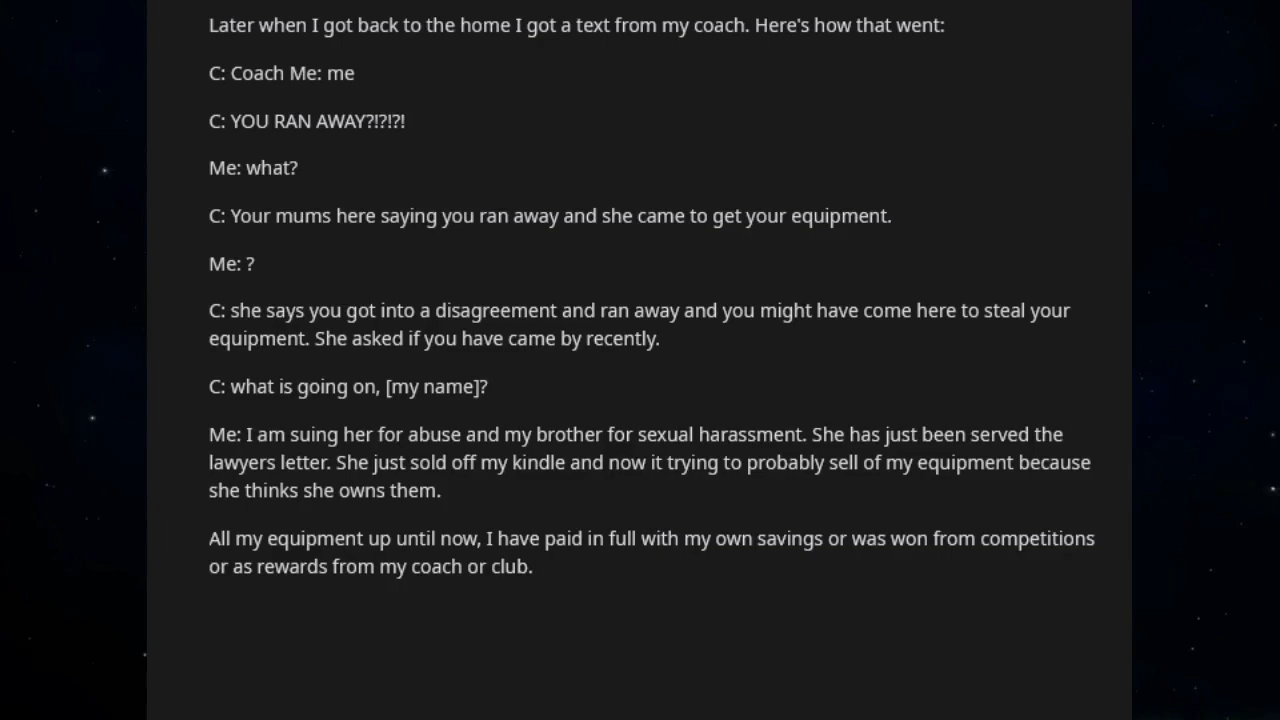 Later when I got back to the home I got a text from my coach. Here's how that went:
C: Coach Me: me
C: YOU RAN AWAY?!?!?!
Me: what?
C: Your mums here saying you ran away and she came to get your equipment.
Me: ?
C: she says you got into a disagreement and ran away and you might have come here to steal your
equipment. She asked if you have came by recently.
C: what is going on, [my name]?
Me: I am suing her for abuse and my brother for sexual harassment. She has just been served the
lawyers letter. She just sold off my kindle and now it trying to probably sell of my equipment because
she thinks she owns them.
All my equipment up until now, I have paid in full with my own savings or was won from competitions
or as rewards from my coach or club.